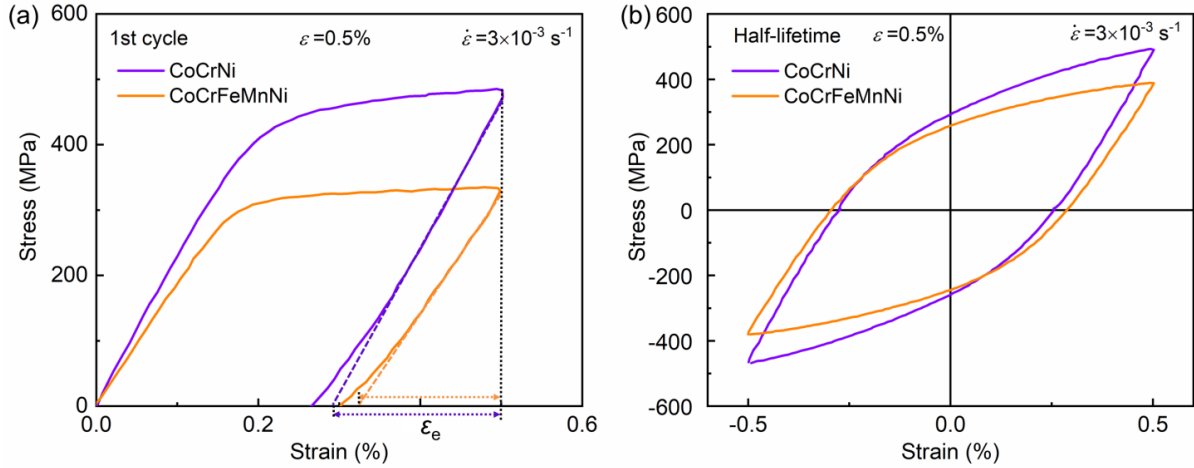 (a)
1st cycle ε =0.5% ε̇ =3×10⁻³ s⁻¹
CoCrNi
CoCrFeMnNi
Stress (MPa)
600
400
200
0
0.0 0.2 0.4 0.6
εe
Strain (%)
(b)
Half-lifetime ε =0.5% ε̇ =3×10⁻³ s⁻¹
CoCrNi
CoCrFeMnNi
Stress (MPa)
600
400
200
0
-200
-400
-600
-0.5 0.0 0.5
Strain (%)